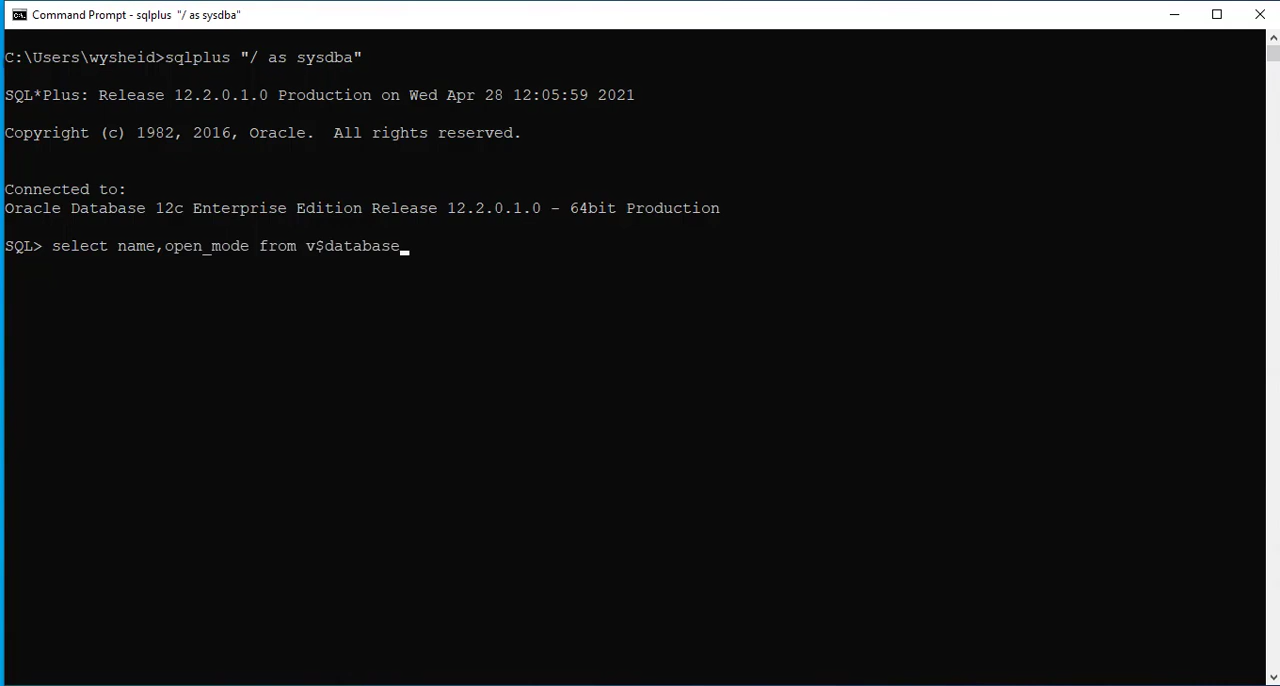 Command Prompt - sqlplus "/ as sysdba"
C:\Users\wysheid>sqlplus "/ as sysdba"
SQL*Plus: Release 12.2.0.1.0 Production on Wed Apr 28 12:05:59 2021
Copyright (c) 1982, 2016, Oracle.  All rights reserved.
Connected to:
Oracle Database 12c Enterprise Edition Release 12.2.0.1.0 - 64bit Production
SQL> select name,open_mode from v$database